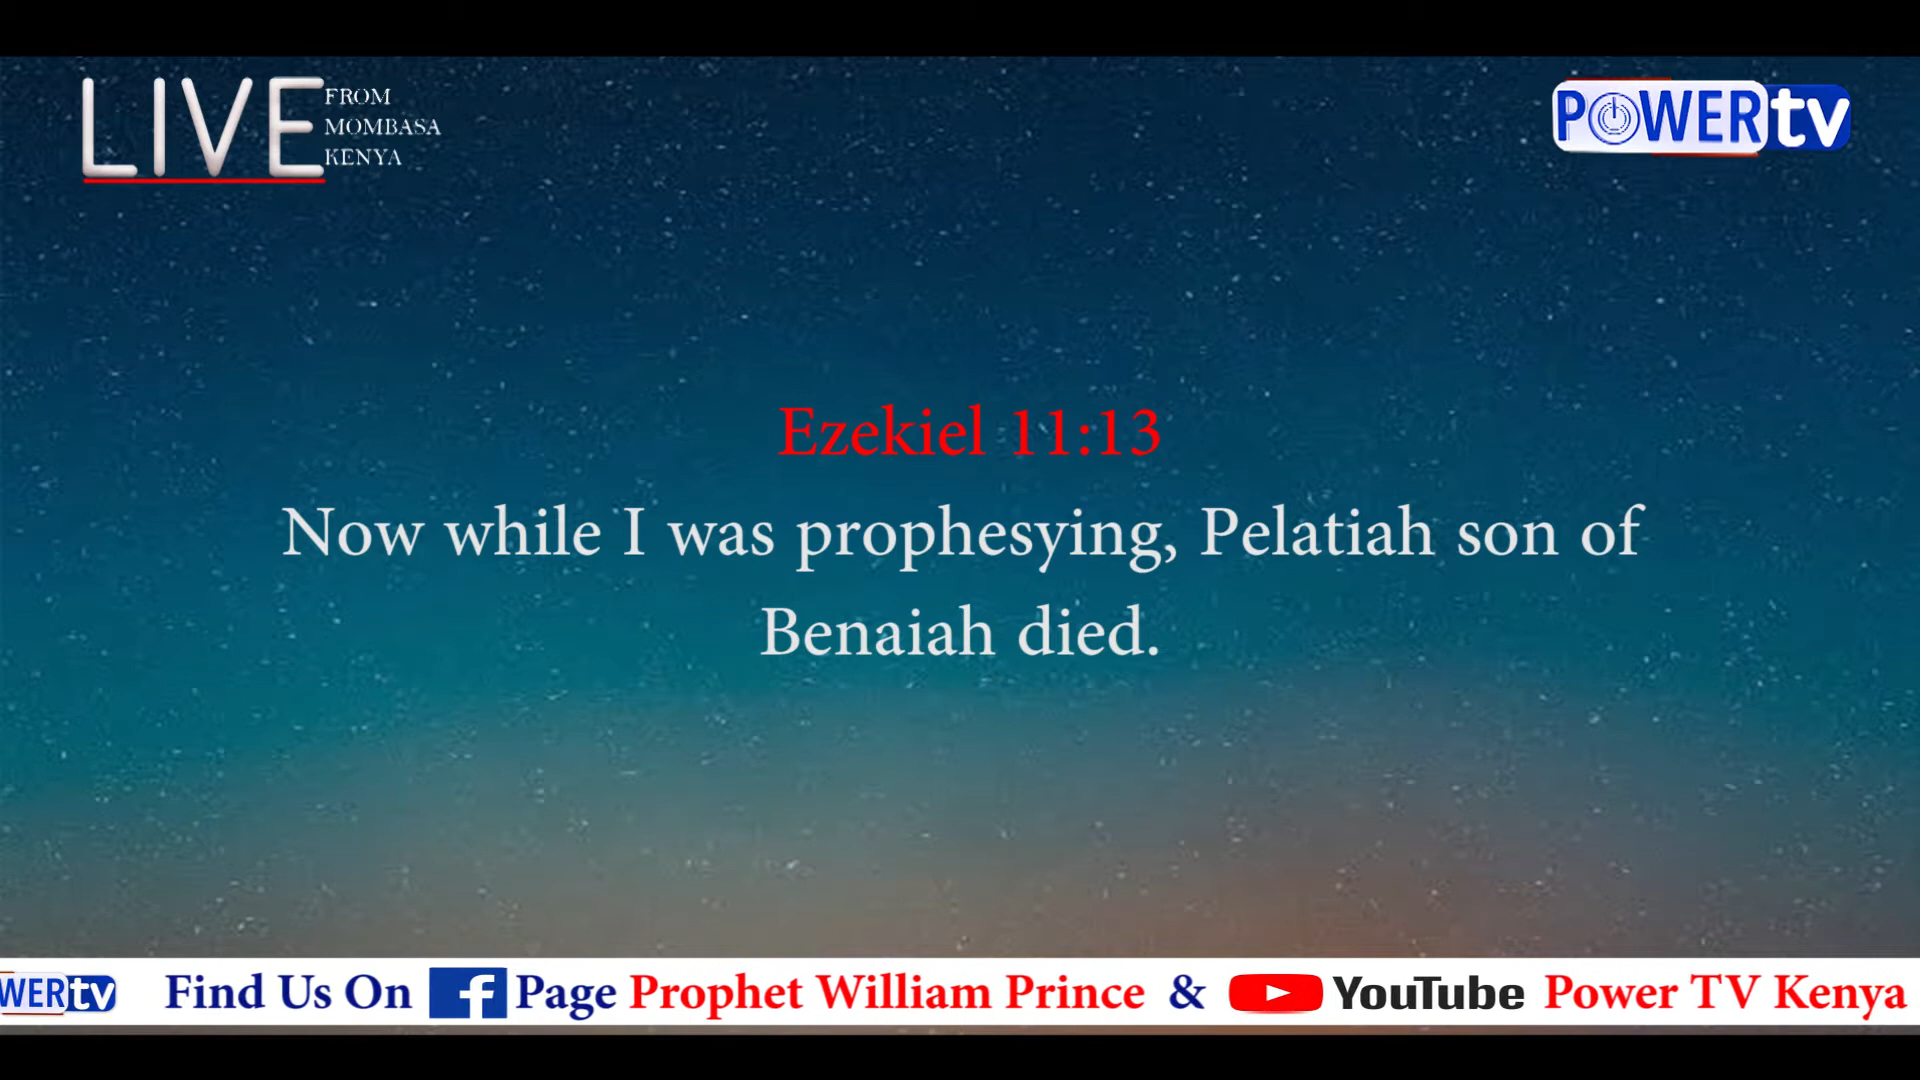 LIVE
FROM
MOMBASA
KENYA
POWERtv
Ezekiel 11:13
Now while I was prophesying, Pelatiah son of
Benaiah died.
WERtv Find Us On f Page Prophet William Prince & YouTube Power TV Kenya